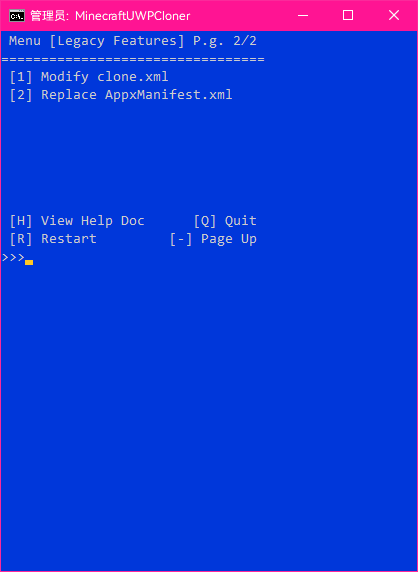 管理员: MinecraftUWPCloner
Menu [Legacy Features] P.g. 2/2
=================================
[1] Modify clone.xml
[2] Replace AppxManifest.xml
[H] View Help Doc      [Q] Quit
[R] Restart         [-] Page Up
>>>